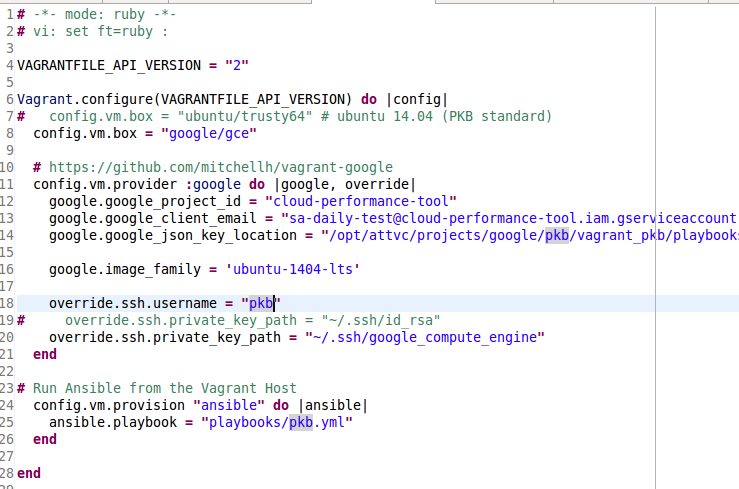 1 # -*- mode: ruby -*-
2 # vi: set ft=ruby :
3
4 VAGRANTFILE_API_VERSION = "2"
5
6 Vagrant.configure(VAGRANTFILE_API_VERSION) do |config|
7 #   config.vm.box = "ubuntu/trusty64" # ubuntu 14.04 (PKB standard)
8   config.vm.box = "google/gce"
9
10   # https://github.com/mitchellh/vagrant-google
11   config.vm.provider :google do |google, override|
12     google.google_project_id = "cloud-performance-tool"
13     google.google_client_email = "sa-daily-test@cloud-performance-tool.iam.gserviceaccount
14     google.google_json_key_location = "/opt/attvc/projects/google/pkb/vagrant_pkb/playbook
15
16     google.image_family = 'ubuntu-1404-lts'
17
18     override.ssh.username = "pkb"
19 #     override.ssh.private_key_path = "~/.ssh/id_rsa"
20     override.ssh.private_key_path = "~/.ssh/google_compute_engine"
21   end
22
23 # Run Ansible from the Vagrant Host
24   config.vm.provision "ansible" do |ansible|
25     ansible.playbook = "playbooks/pkb.yml"
26   end
27
28 end